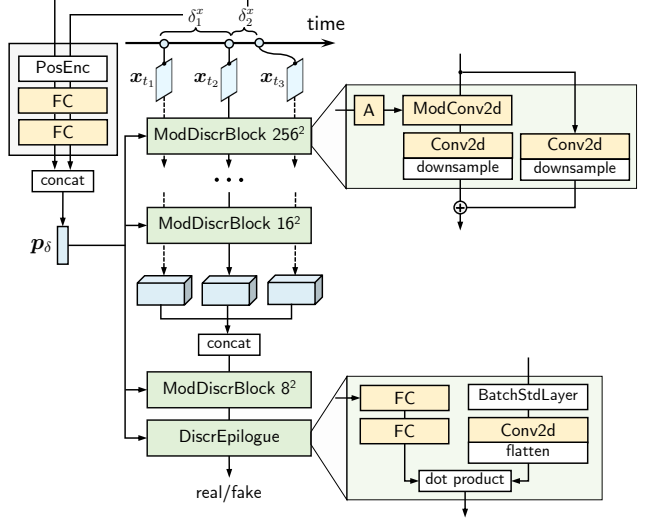 δ₁ˣ δ₂ˣ
time
PosEnc
FC
FC
concat
p_δ
x_{t₁} x_{t₂} x_{t₃}
ModDiscrBlock 256²
...
ModDiscrBlock 16²
concat
ModDiscrBlock 8²
DiscrEpilogue
real/fake
A
ModConv2d
Conv2d
downsample
Conv2d
downsample
+
FC
FC
BatchStdLayer
Conv2d
flatten
dot product